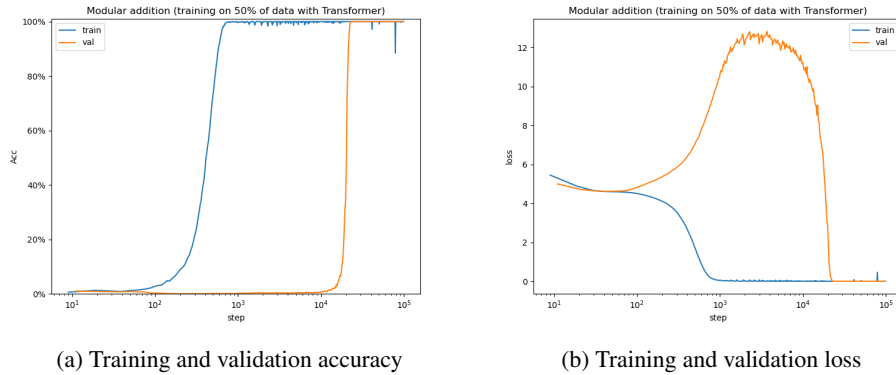 Modular addition (training on 50% of data with Transformer)
100%
80%
60%
40%
20%
0%
Acc
train
val
10¹
10²
10³
10⁴
10⁵
step
(a) Training and validation accuracy
Modular addition (training on 50% of data with Transformer)
12
10
8
6
4
2
0
loss
train
val
10¹
10²
10³
10⁴
10⁵
step
(b) Training and validation loss